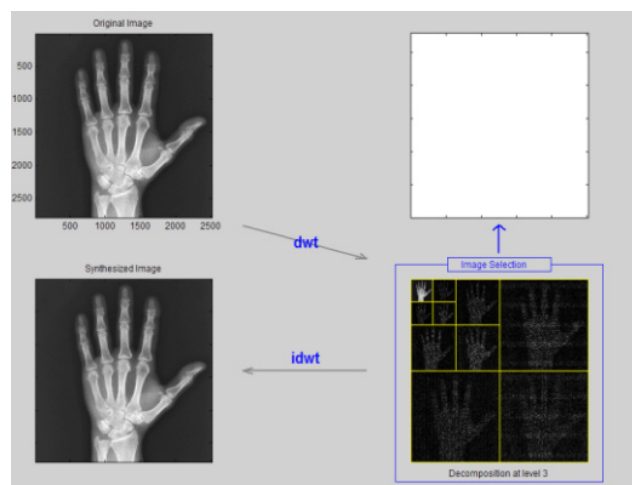 Original Image
500
1000
1500
2000
2500
500 1000 1500 2000 2500
dwt
Image Selection
Synthesized Image
idwt
Decomposition at level 3